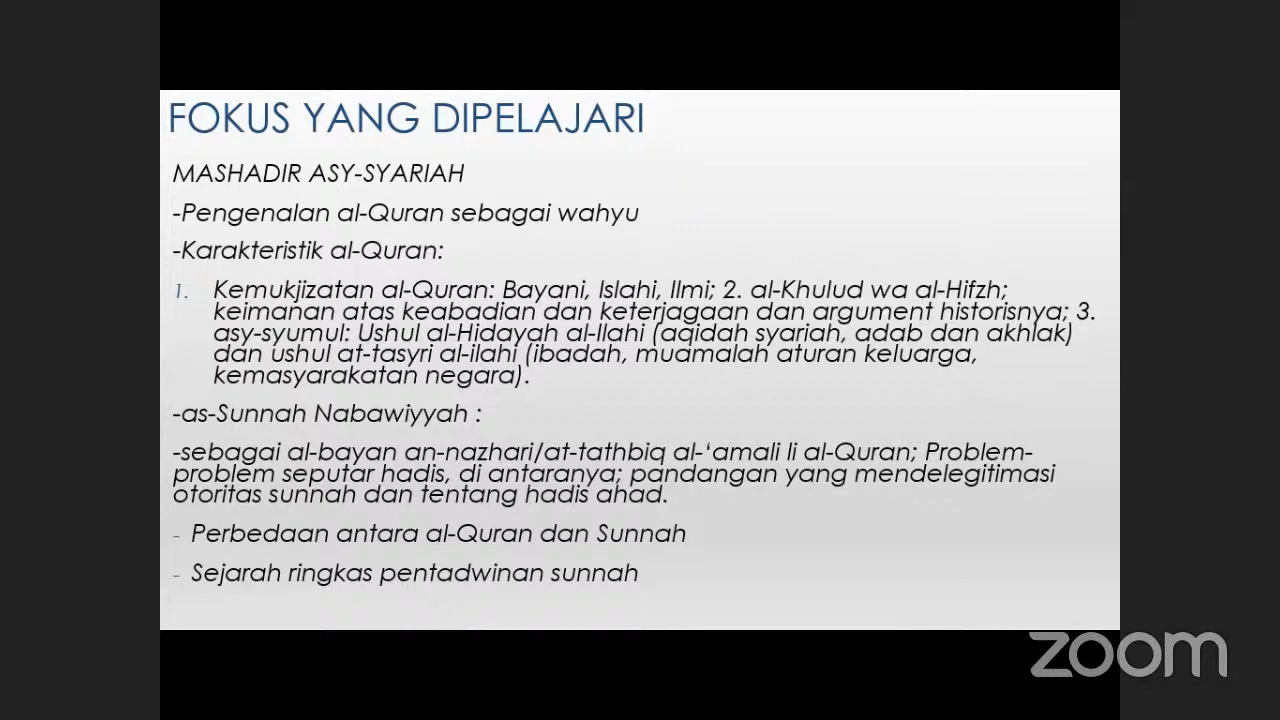 FOKUS YANG DIPELAJARI
MASHADIR ASY-SYARIAH
-Pengenalan al-Quran sebagai wahyu
-Karakteristik al-Quran:
1. Kemukjizatan al-Quran: Bayani, Islahi, Ilmi; 2. al-Khulud wa al-Hifzh;
keimanan atas keabadian dan keterjagaan dan argument historisnya; 3.
asy-syumul: Ushul al-Hidayah al-Ilahi (aqidah syariah, adab dan akhlak)
dan ushul at-tasyri al-ilahi (ibadah, muamalah aturan keluarga,
kemasyarakatan negara).
-as-Sunnah Nabawiyyah :
-sebagai al-bayan an-nazhari/at-tathbiq al-‘amali li al-Quran; Problem-
problem seputar hadis, di antaranya; pandangan yang mendelegitimasi
otoritas sunnah dan tentang hadis ahad.
- Perbedaan antara al-Quran dan Sunnah
- Sejarah ringkas pentadwinan sunnah
zoom